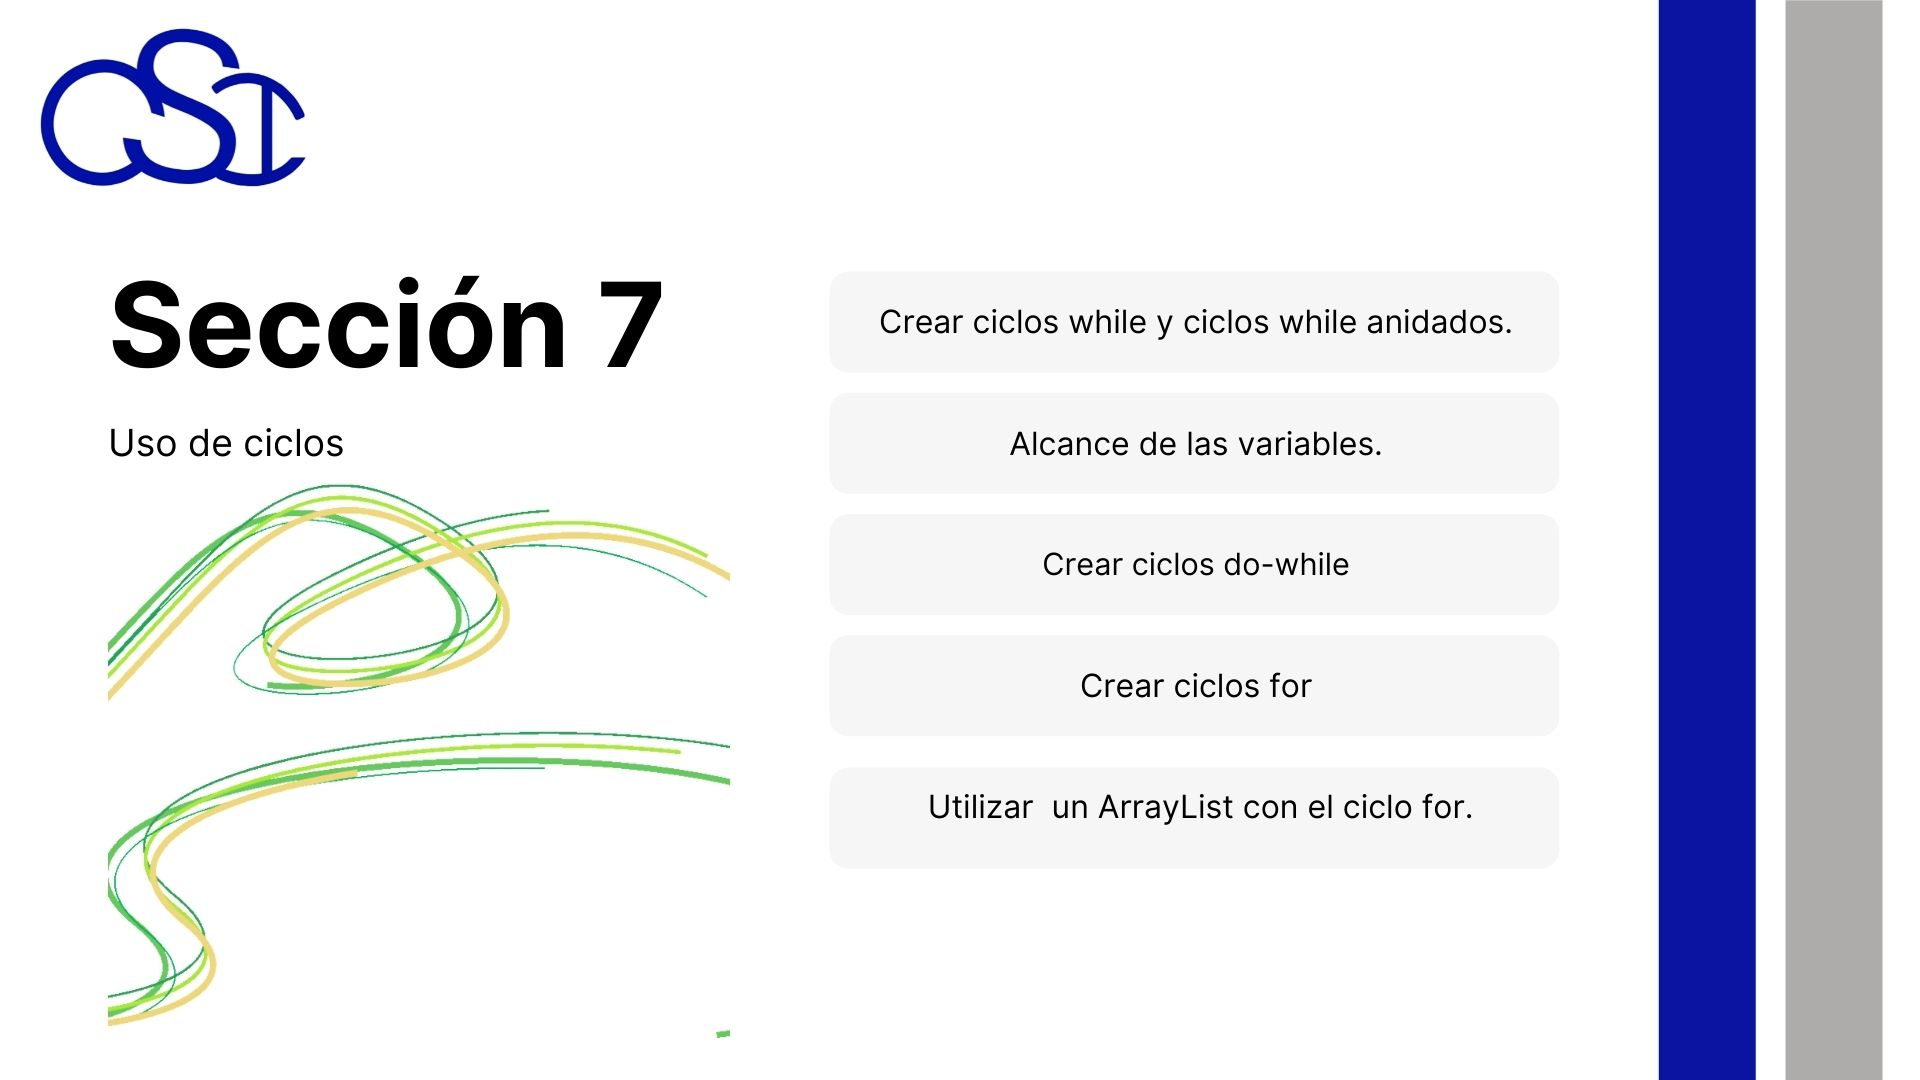 CSTI
Sección 7
Uso de ciclos
Crear ciclos while y ciclos while anidados.
Alcance de las variables.
Crear ciclos do-while
Crear ciclos for
Utilizar  un ArrayList con el ciclo for.